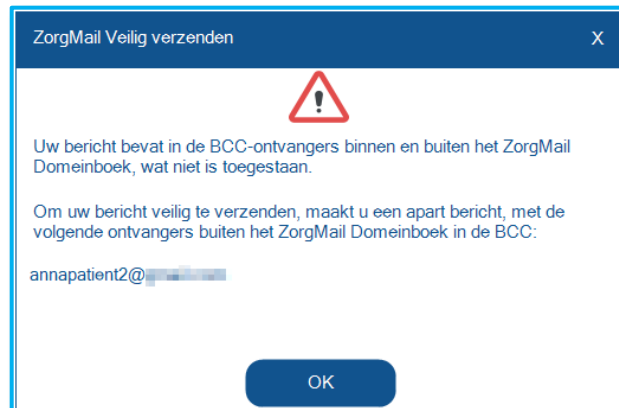 ZorgMail Veilig verzenden X
Uw bericht bevat in de BCC-ontvangers binnen en buiten het ZorgMail
Domeinboek, wat niet is toegestaan.
Om uw bericht veilig te verzenden, maakt u een apart bericht, met de
volgende ontvangers buiten het ZorgMail Domeinboek in de BCC:
annapatient2@
OK